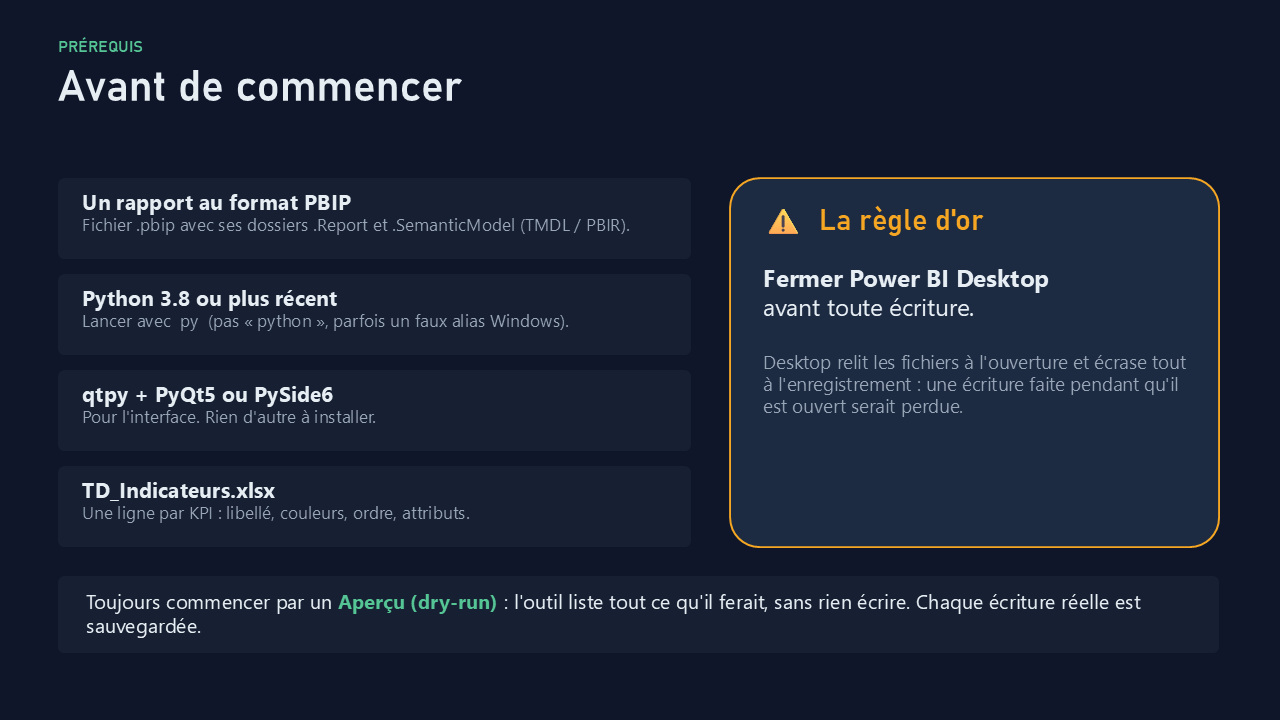 PRÉREQUIS
Avant de commencer
Un rapport au format PBIP
Fichier .pbip avec ses dossiers .Report et .SemanticModel (TMDL / PBIR).
Python 3.8 ou plus récent
Lancer avec  py  (pas « python », parfois un faux alias Windows).
qtpy + PyQt5 ou PySide6
Pour l'interface. Rien d'autre à installer.
TD_Indicateurs.xlsx
Une ligne par KPI : libellé, couleurs, ordre, attributs.
La règle d'or
Fermer Power BI Desktop
avant toute écriture.
Desktop relit les fichiers à l'ouverture et écrase tout
à l'enregistrement : une écriture faite pendant qu'il
est ouvert serait perdue.
Toujours commencer par un Aperçu (dry-run) : l'outil liste tout ce qu'il ferait, sans rien écrire. Chaque écriture réelle est
sauvegardée.